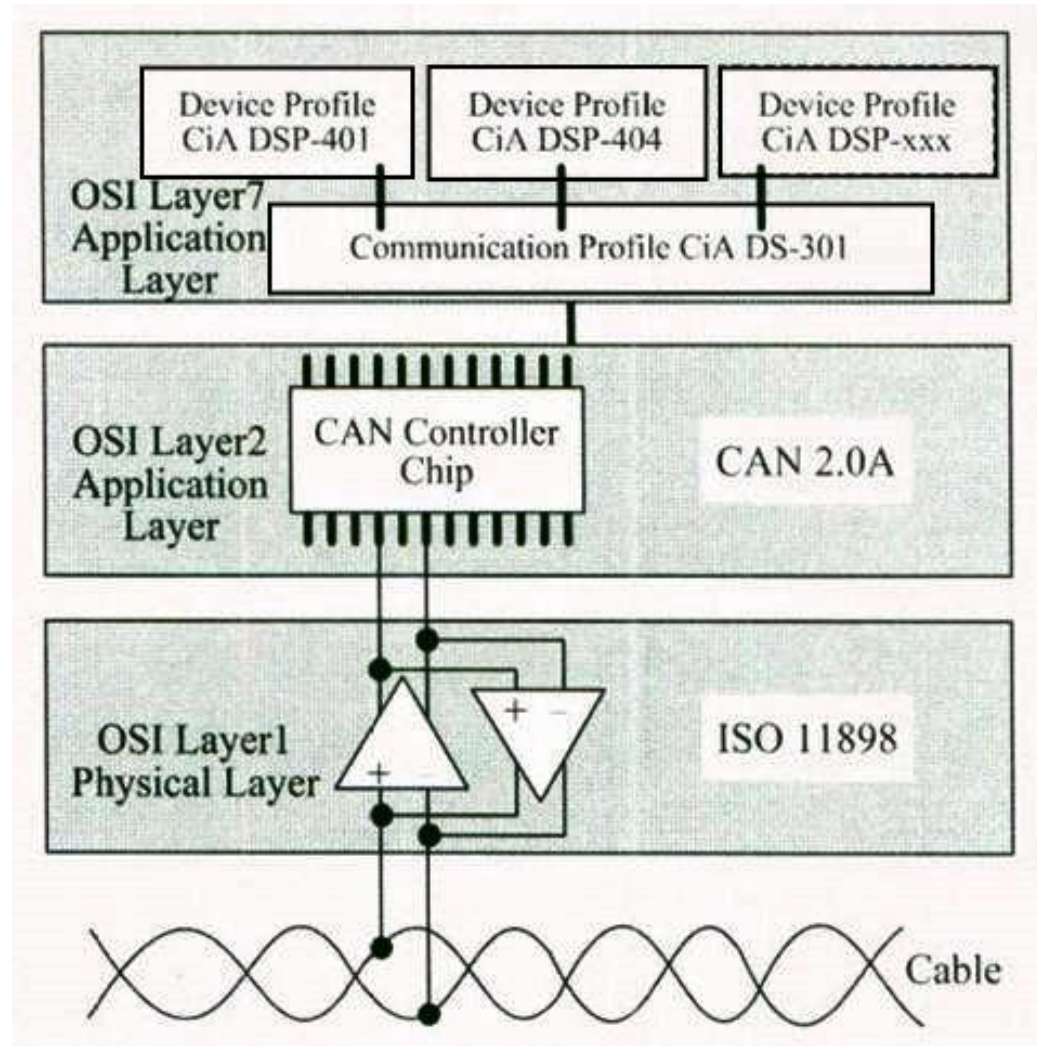 Device Profile
CiA DSP-401
Device Profile
CiA DSP-404
Device Profile
CiA DSP-xxx
OSI Layer7
Application
Layer
Communication Profile CiA DS-301
OSI Layer2
Application
Layer
CAN Controller
Chip
CAN 2.0A
OSI Layer1
Physical Layer
+ −
+ −
ISO 11898
Cable